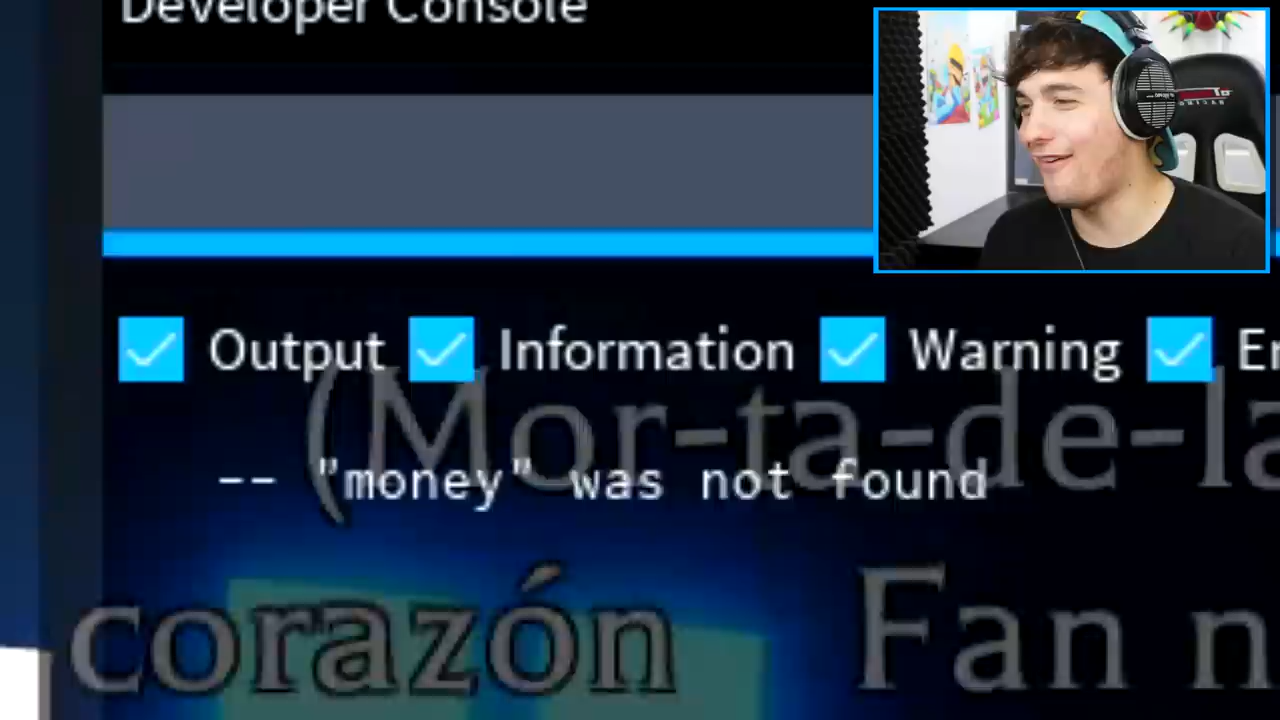 Developer Console
Output Information Warning
(Mor-ta-de-la
-- "money" was not found
corazón Fan